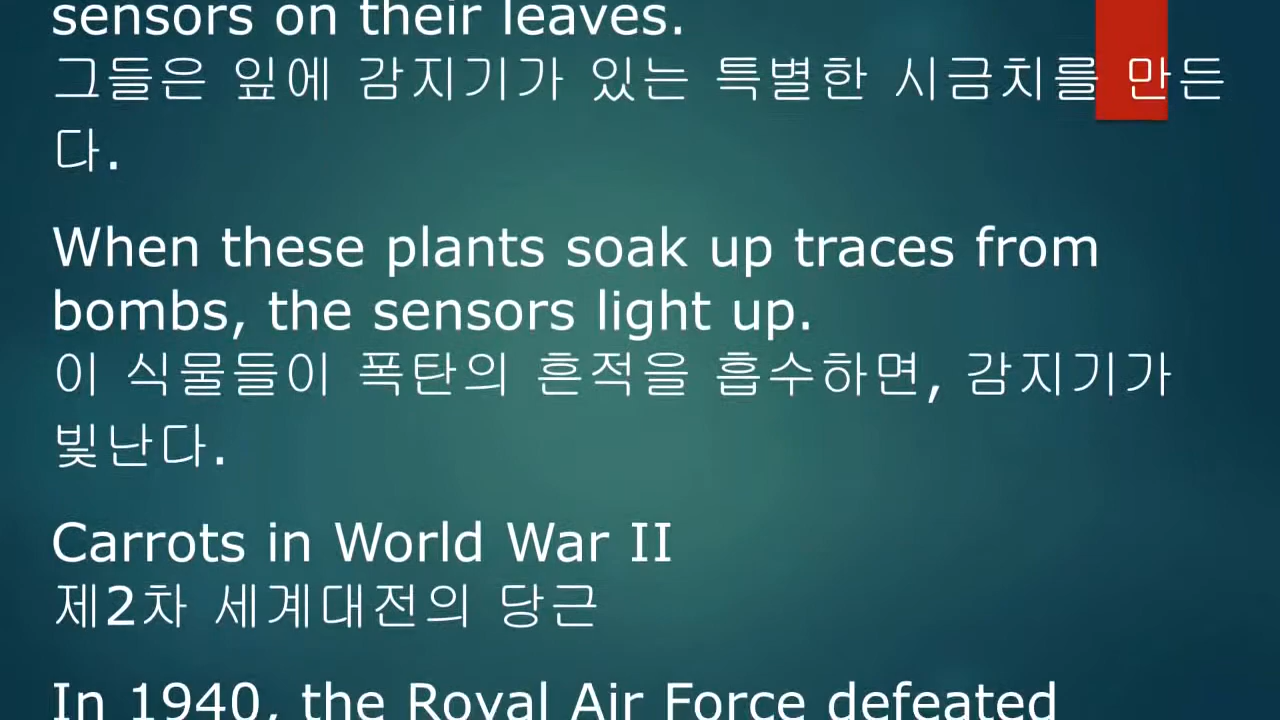 sensors on their leaves.
그들은 잎에 감지기가 있는 특별한 시금치를 만든
다.
When these plants soak up traces from
bombs, the sensors light up.
이 식물들이 폭탄의 흔적을 흡수하면, 감지기가
빛난다.
Carrots in World War II
제2차 세계대전의 당근
In 1940, the Royal Air Force defeated